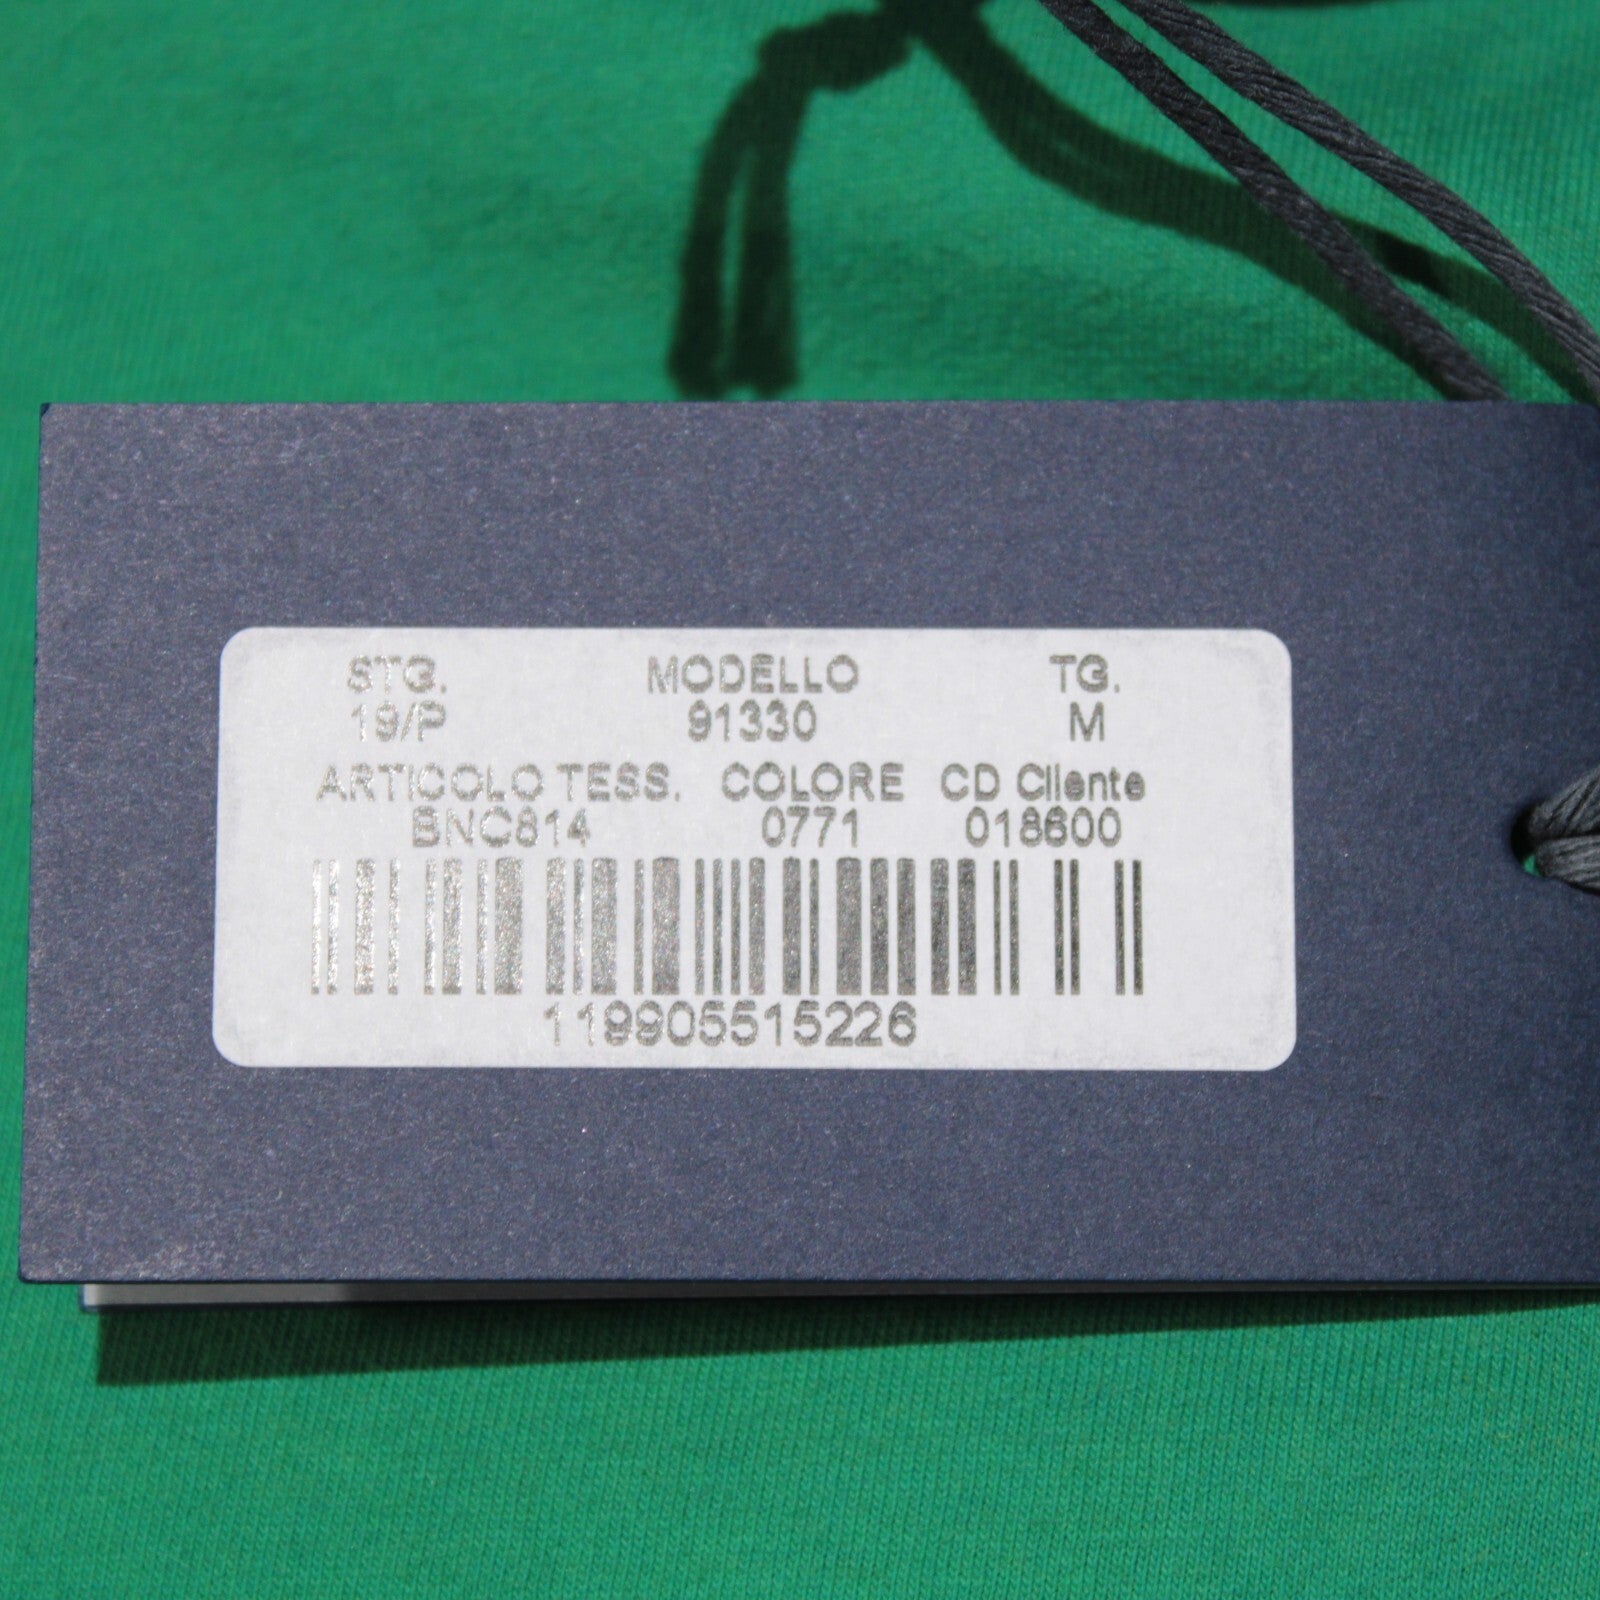 STG. MODELLO TG.
19/P 91330 M
ARTICOLO TESS. COLORE CD Cliente
BNC814 0771 018600
119905515226